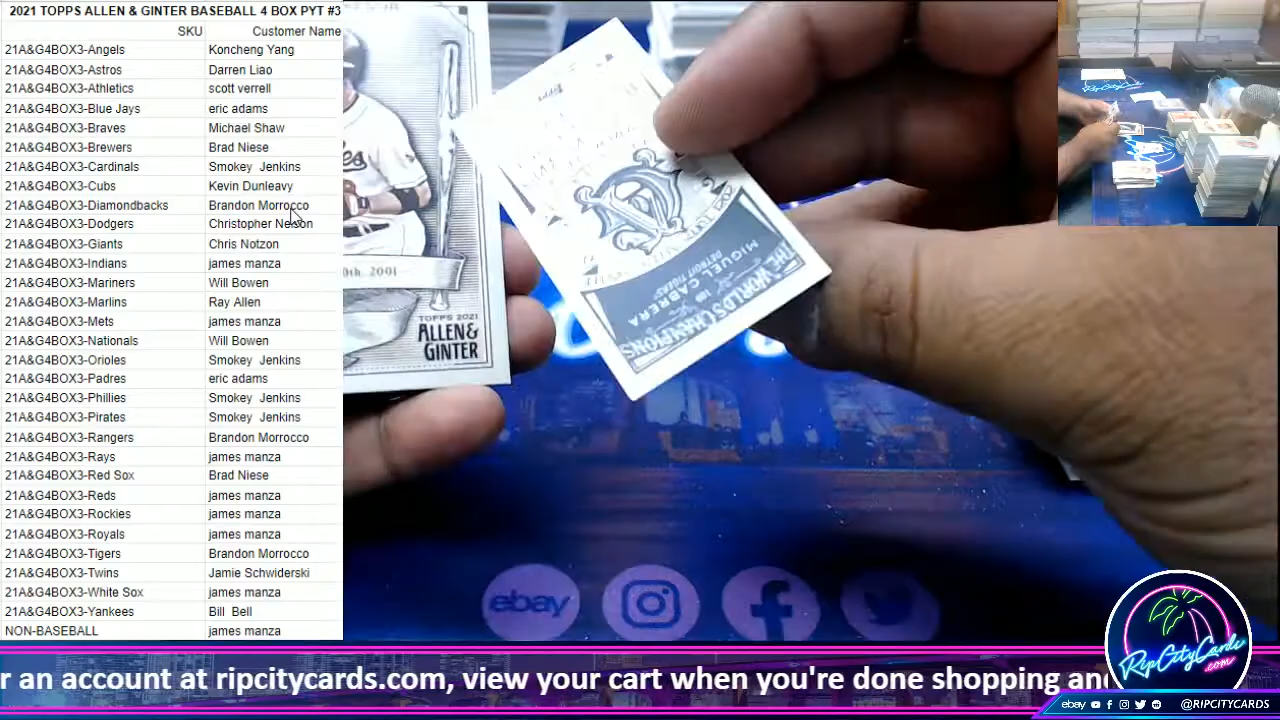 2021 TOPPS ALLEN & GINTER BASEBALL 4 BOX PYT #3
SKU Customer Name
21A&G4BOX3-Angels Koncheng Yang
21A&G4BOX3-Astros Darren Liao
21A&G4BOX3-Athletics scott verrell
21A&G4BOX3-Blue Jays eric adams
21A&G4BOX3-Braves Michael Shaw
21A&G4BOX3-Brewers Brad Niese
21A&G4BOX3-Cardinals Smokey Jenkins
21A&G4BOX3-Cubs Kevin Dunleavy
21A&G4BOX3-Diamondbacks Brandon Morrocco
21A&G4BOX3-Dodgers Christopher Nelson
21A&G4BOX3-Giants Chris Notzon
21A&G4BOX3-Indians james manza
21A&G4BOX3-Mariners Will Bowen
21A&G4BOX3-Marlins Ray Allen
21A&G4BOX3-Mets james manza
21A&G4BOX3-Nationals Will Bowen
21A&G4BOX3-Orioles Smokey Jenkins
21A&G4BOX3-Padres eric adams
21A&G4BOX3-Phillies Smokey Jenkins
21A&G4BOX3-Pirates Smokey Jenkins
21A&G4BOX3-Rangers Brandon Morrocco
21A&G4BOX3-Rays james manza
21A&G4BOX3-Red Sox Brad Niese
21A&G4BOX3-Reds james manza
21A&G4BOX3-Rockies james manza
21A&G4BOX3-Royals james manza
21A&G4BOX3-Tigers Brandon Morrocco
21A&G4BOX3-Twins Jamie Schwiderski
21A&G4BOX3-White Sox james manza
21A&G4BOX3-Yankees Bill Bell
NON-BASEBALL james manza
es
0th, 2001
TOPPS 2021
ALLEN &
GINTER
THE WORLD'S
CHAMPIONS
MIGUEL CABRERA
DETROIT TIGERS
ebay
r an account at ripcitycards.com, view your cart when you're done shopping and
RipCityCards
.com
ebay @RIPCITYCARDS